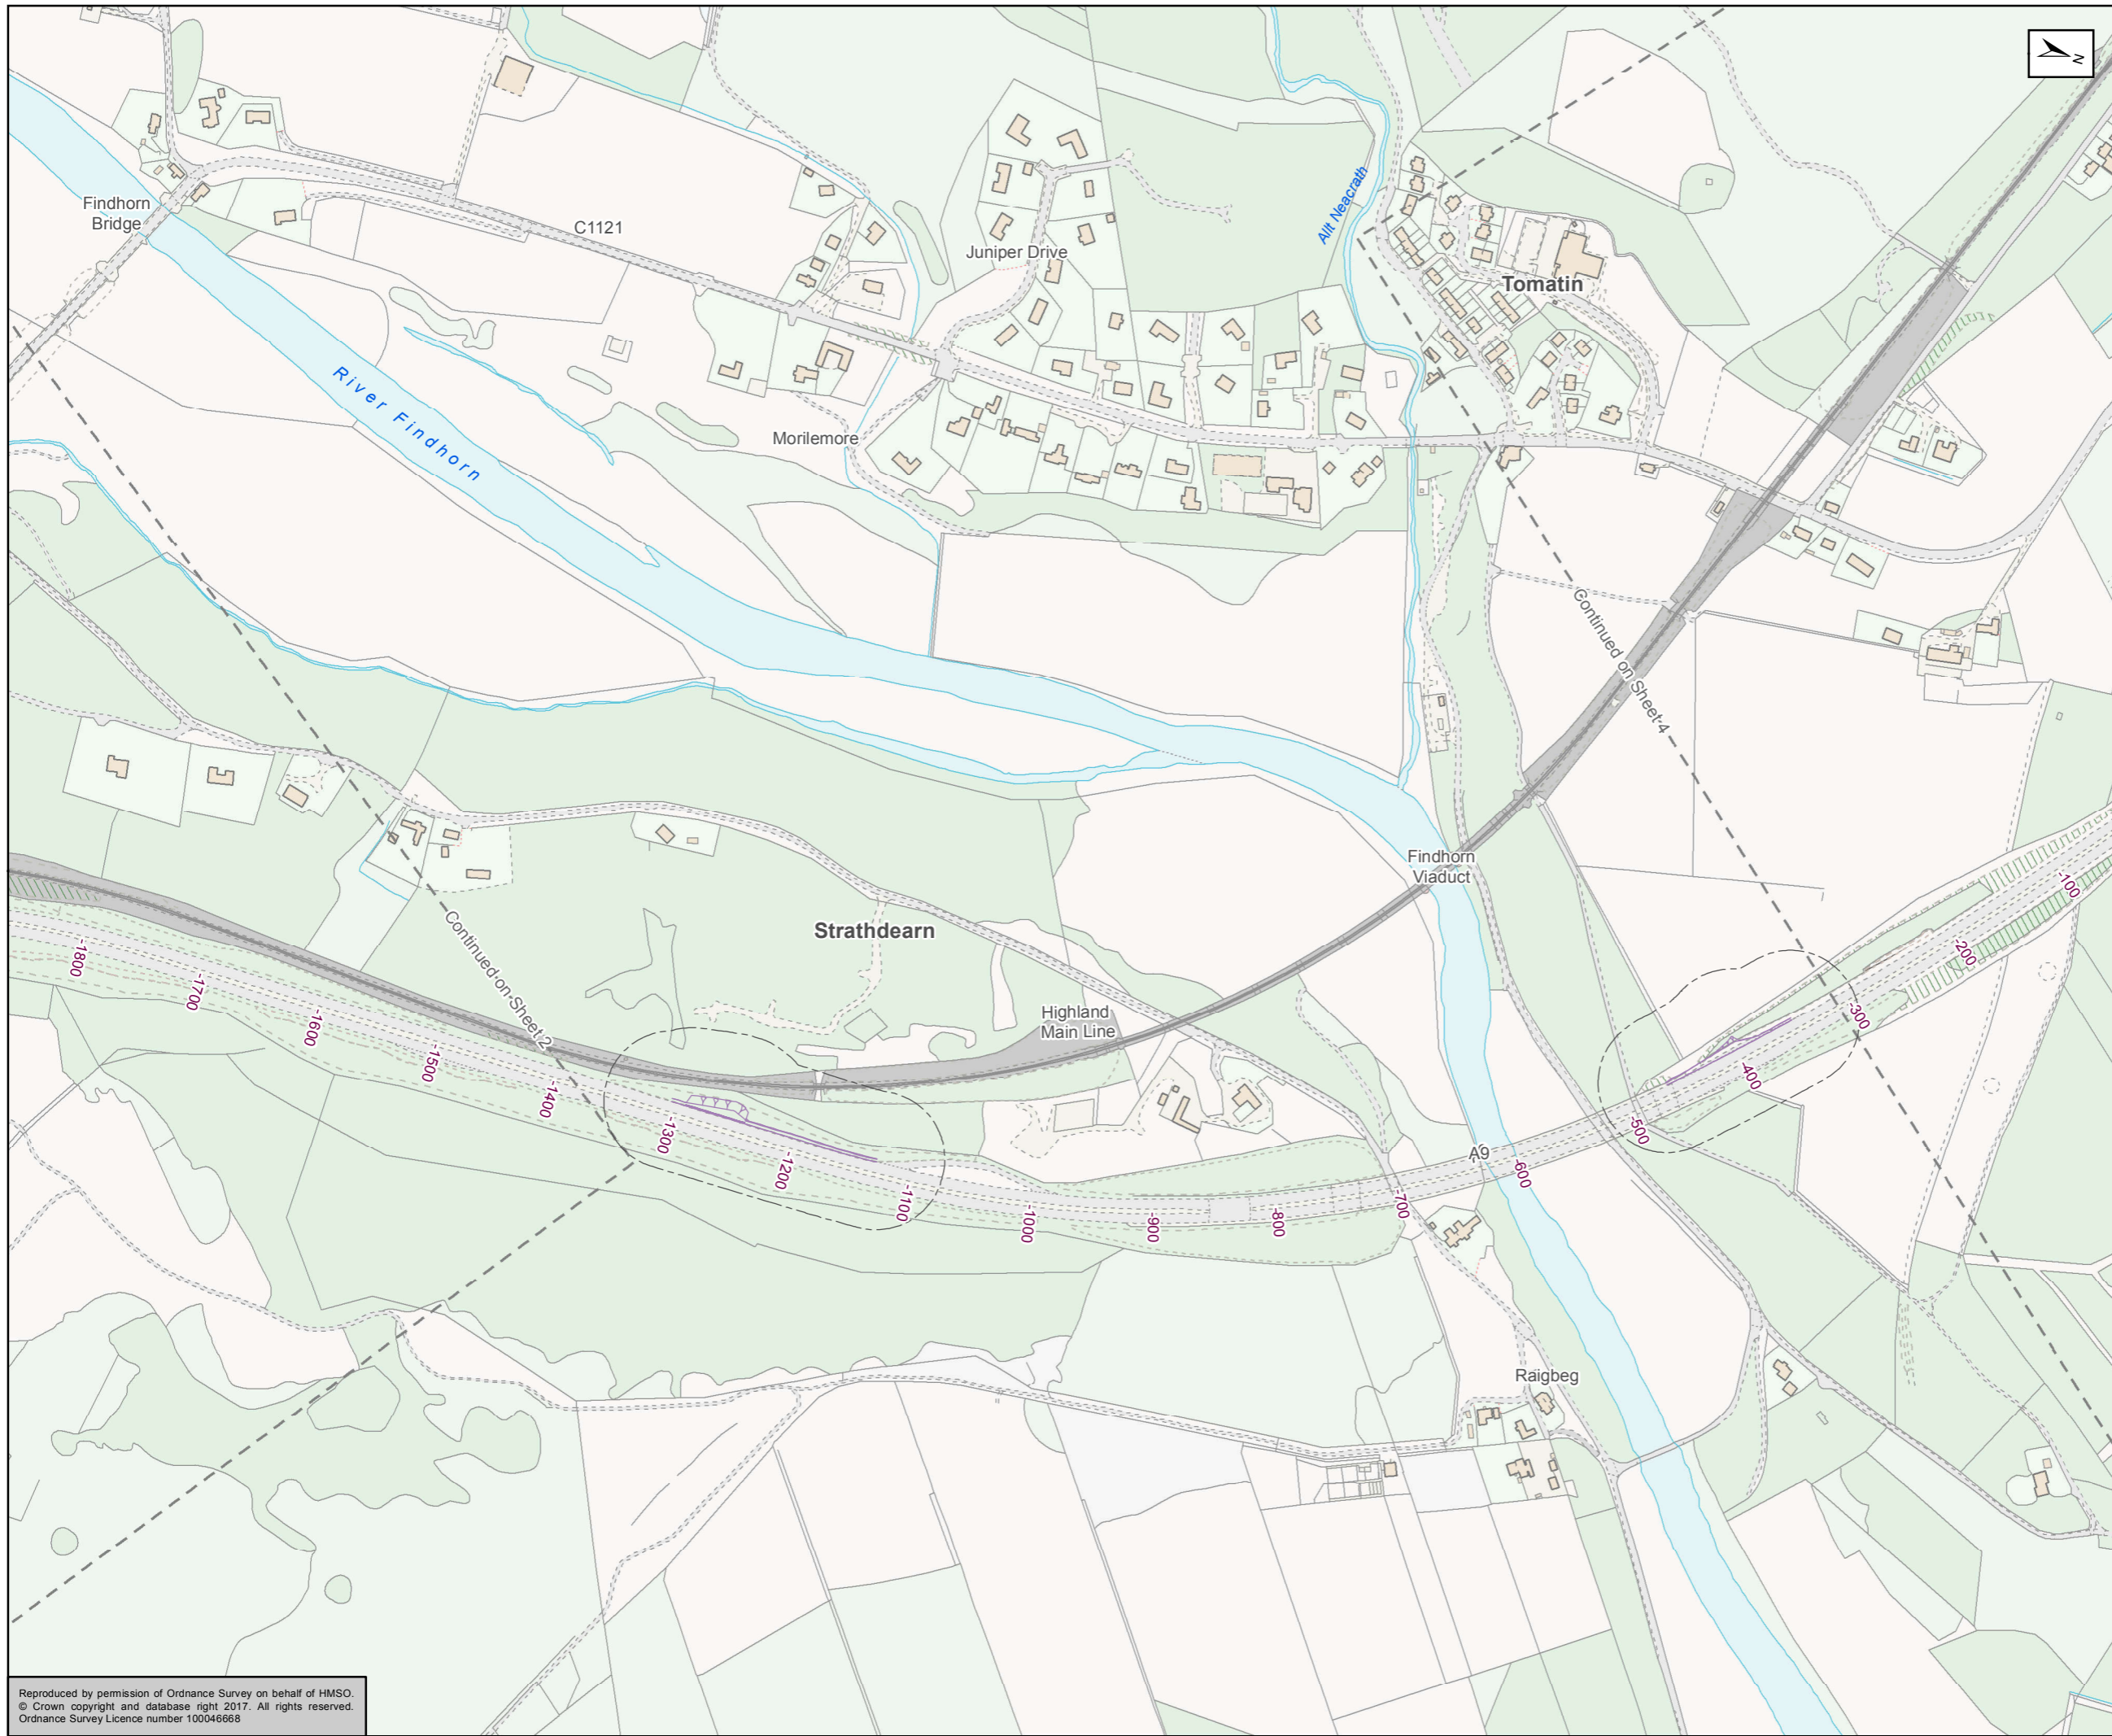 N
Findhorn
Bridge
C1121
Juniper Drive
Allt Neacrath
Tomatin
River Findhorn
Morilemore
Continued on Sheet 4
Findhorn
Viaduct
Strathdearn
Highland
Main Line
Continued on Sheet 2
A9
Raigbeg
-1800
-1700
-1600
-1500
-1400
-1300
-1200
-1100
-1000
-900
-800
-700
-600
-500
-400
-300
-200
-100
Reproduced by permission of Ordnance Survey on behalf of HMSO.
© Crown copyright and database right 2017. All rights reserved.
Ordnance Survey Licence number 100046668